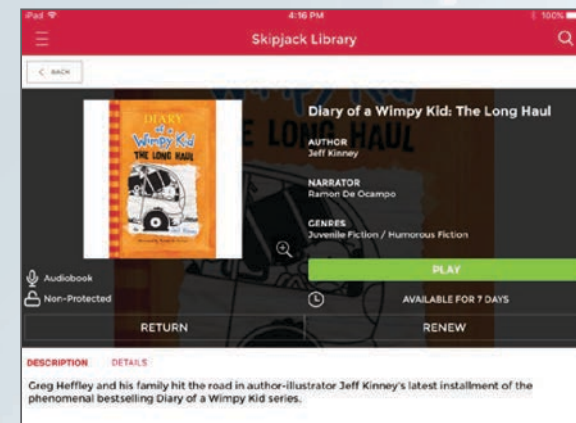 iPad 4:16 PM 100%
Skipjack Library
< BACK
DIARY
of a
Wimpy Kid
THE LONG HAUL
Diary of a Wimpy Kid: The Long Haul
AUTHOR
Jeff Kinney
NARRATOR
Ramon De Ocampo
GENRES
Juvenile Fiction / Humorous Fiction
PLAY
Audiobook
Non-Protected
AVAILABLE FOR 7 DAYS
RETURN RENEW
DESCRIPTION DETAILS
Greg Heffley and his family hit the road in author-illustrator Jeff Kinney's latest installment of the
phenomenal bestselling Diary of a Wimpy Kid series.